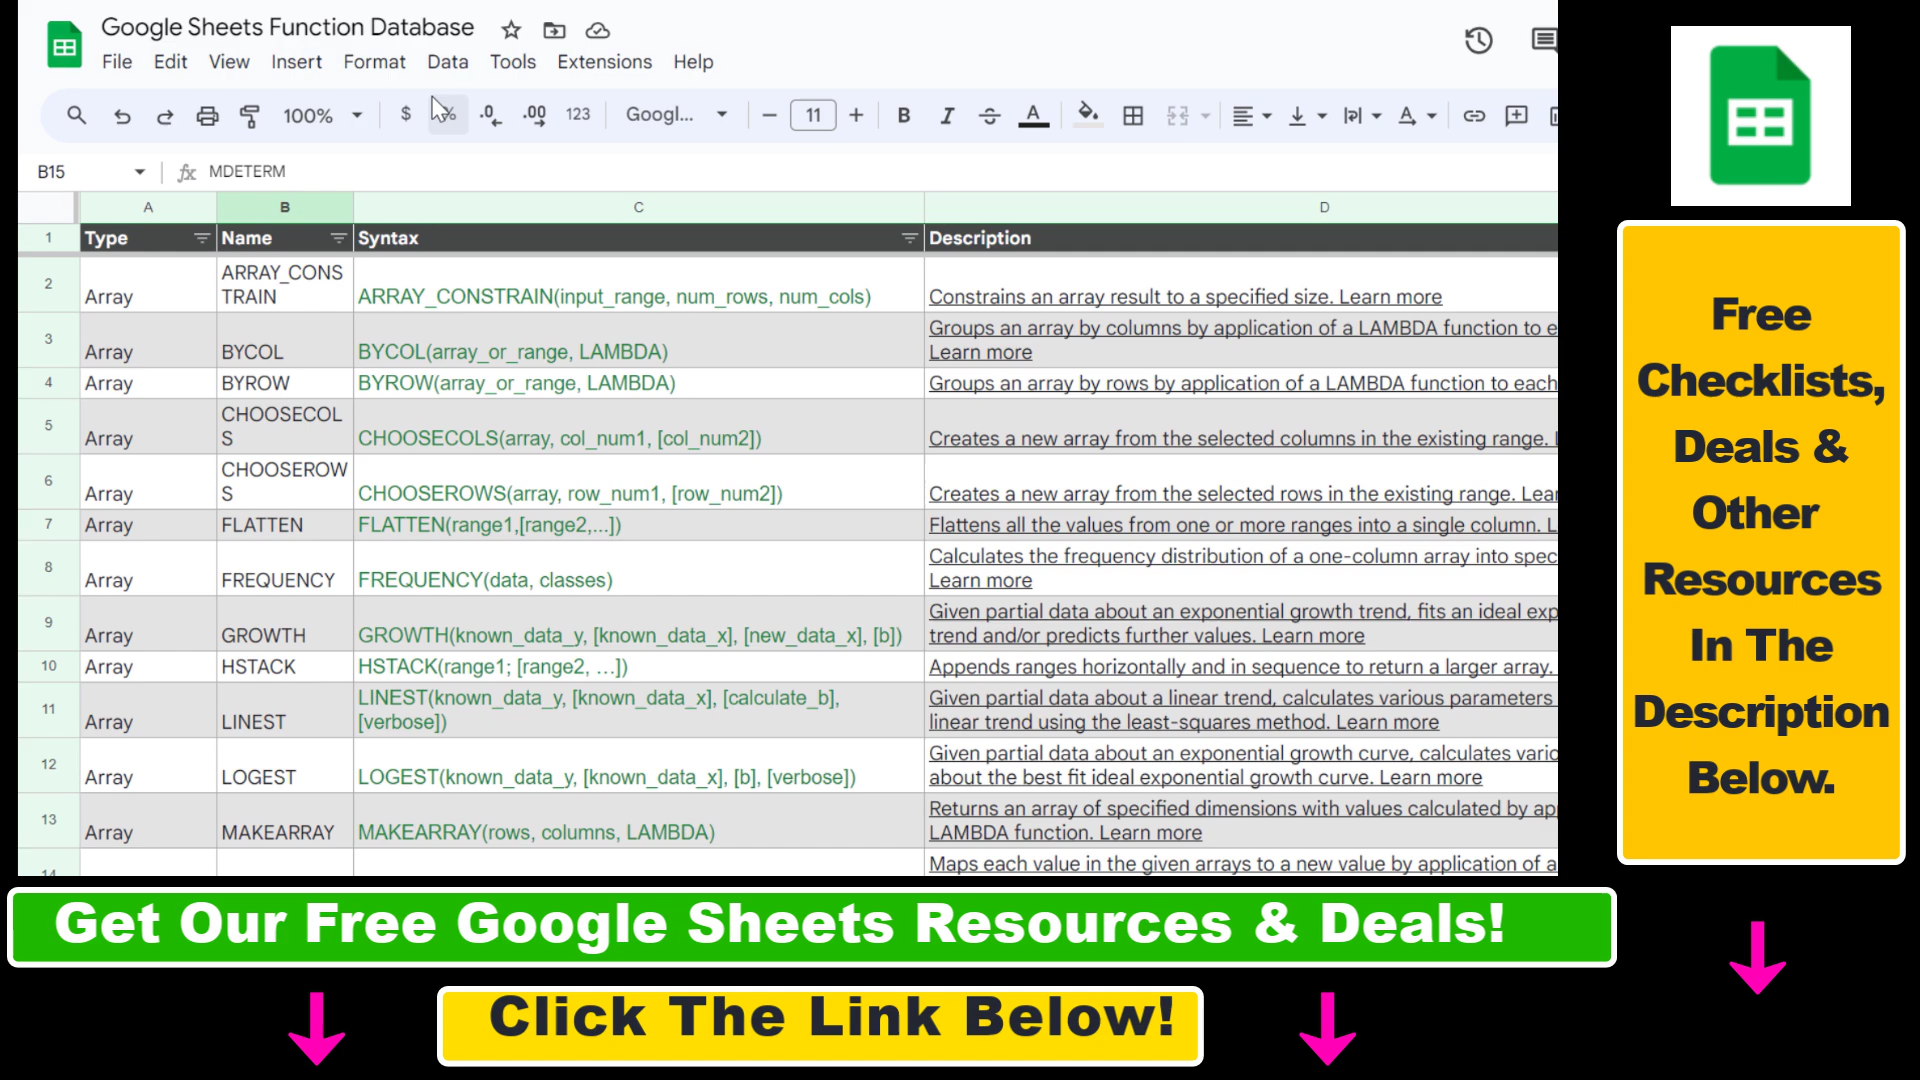 Google Sheets Function Database
File Edit View Insert Format Data Tools Extensions Help
100% $ % .0 .00 123 Googl... 11 B I A A
B15 fx MDETERM
A B C D
1 Type Name Syntax Description
2 Array ARRAY_CONS
TRAIN ARRAY_CONSTRAIN(input_range, num_rows, num_cols) Constrains an array result to a specified size. Learn more
3 Array BYCOL BYCOL(array_or_range, LAMBDA) Groups an array by columns by application of a LAMBDA function to e
Learn more
4 Array BYROW BYROW(array_or_range, LAMBDA) Groups an array by rows by application of a LAMBDA function to each
5 Array CHOOSECOL
S CHOOSECOLS(array, col_num1, [col_num2]) Creates a new array from the selected columns in the existing range. L
6 Array CHOOSEROW
S CHOOSEROWS(array, row_num1, [row_num2]) Creates a new array from the selected rows in the existing range. Lear
7 Array FLATTEN FLATTEN(range1,[range2,...]) Flattens all the values from one or more ranges into a single column. L
8 Array FREQUENCY FREQUENCY(data, classes) Calculates the frequency distribution of a one-column array into spec
Learn more
9 Array GROWTH GROWTH(known_data_y, [known_data_x], [new_data_x], [b]) Given partial data about an exponential growth trend, fits an ideal exp
trend and/or predicts further values. Learn more
10 Array HSTACK HSTACK(range1; [range2, …]) Appends ranges horizontally and in sequence to return a larger array.
11 Array LINEST LINEST(known_data_y, [known_data_x], [calculate_b],
[verbose]) Given partial data about a linear trend, calculates various parameters
linear trend using the least-squares method. Learn more
12 Array LOGEST LOGEST(known_data_y, [known_data_x], [b], [verbose]) Given partial data about an exponential growth curve, calculates vario
about the best fit ideal exponential growth curve. Learn more
13 Array MAKEARRAY MAKEARRAY(rows, columns, LAMBDA) Returns an array of specified dimensions with values calculated by ap
LAMBDA function. Learn more
14 Maps each value in the given arrays to a new value by application of a
Free
Checklists,
Deals &
Other
Resources
In The
Description
Below.
Get Our Free Google Sheets Resources & Deals!
Click The Link Below!